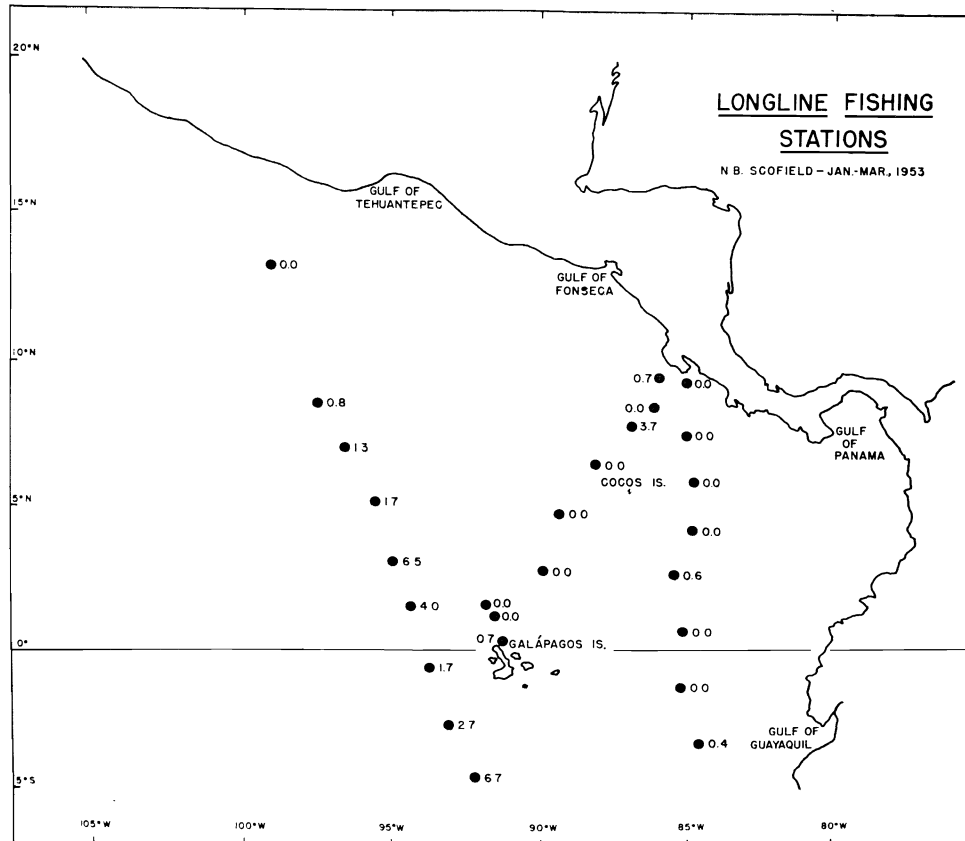 20°N
LONGLINE FISHING
STATIONS
N B. SCOFIELD – JAN.-MAR., 1953
GULF OF
TEHUANTEPEC
15°N
0.0
GULF OF
FONSECA
10°N
0.7
0.0
0.8
0.0
3.7
0.0
GULF
OF
PANAMA
1 3
0 0
COCOS IS.
0.0
5°N
1 7
0 0
0.0
6 5
0 0
0.6
4 0
0.0
0.0
0.0
0 7
GALÁPAGOS IS.
0°
1.7
0.0
2 7
GULF OF
GUAYAQUIL
0.4
6 7
5°S
105°W
100°W
95°W
90°W
85°W
80°W